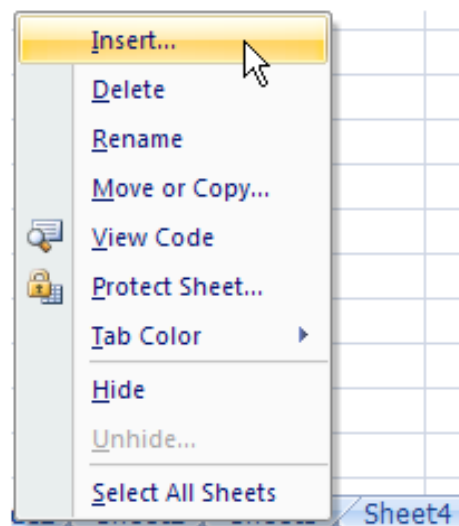 Insert...
Delete
Rename
Move or Copy...
View Code
Protect Sheet...
Tab Color
Hide
Unhide...
Select All Sheets
Sheet4